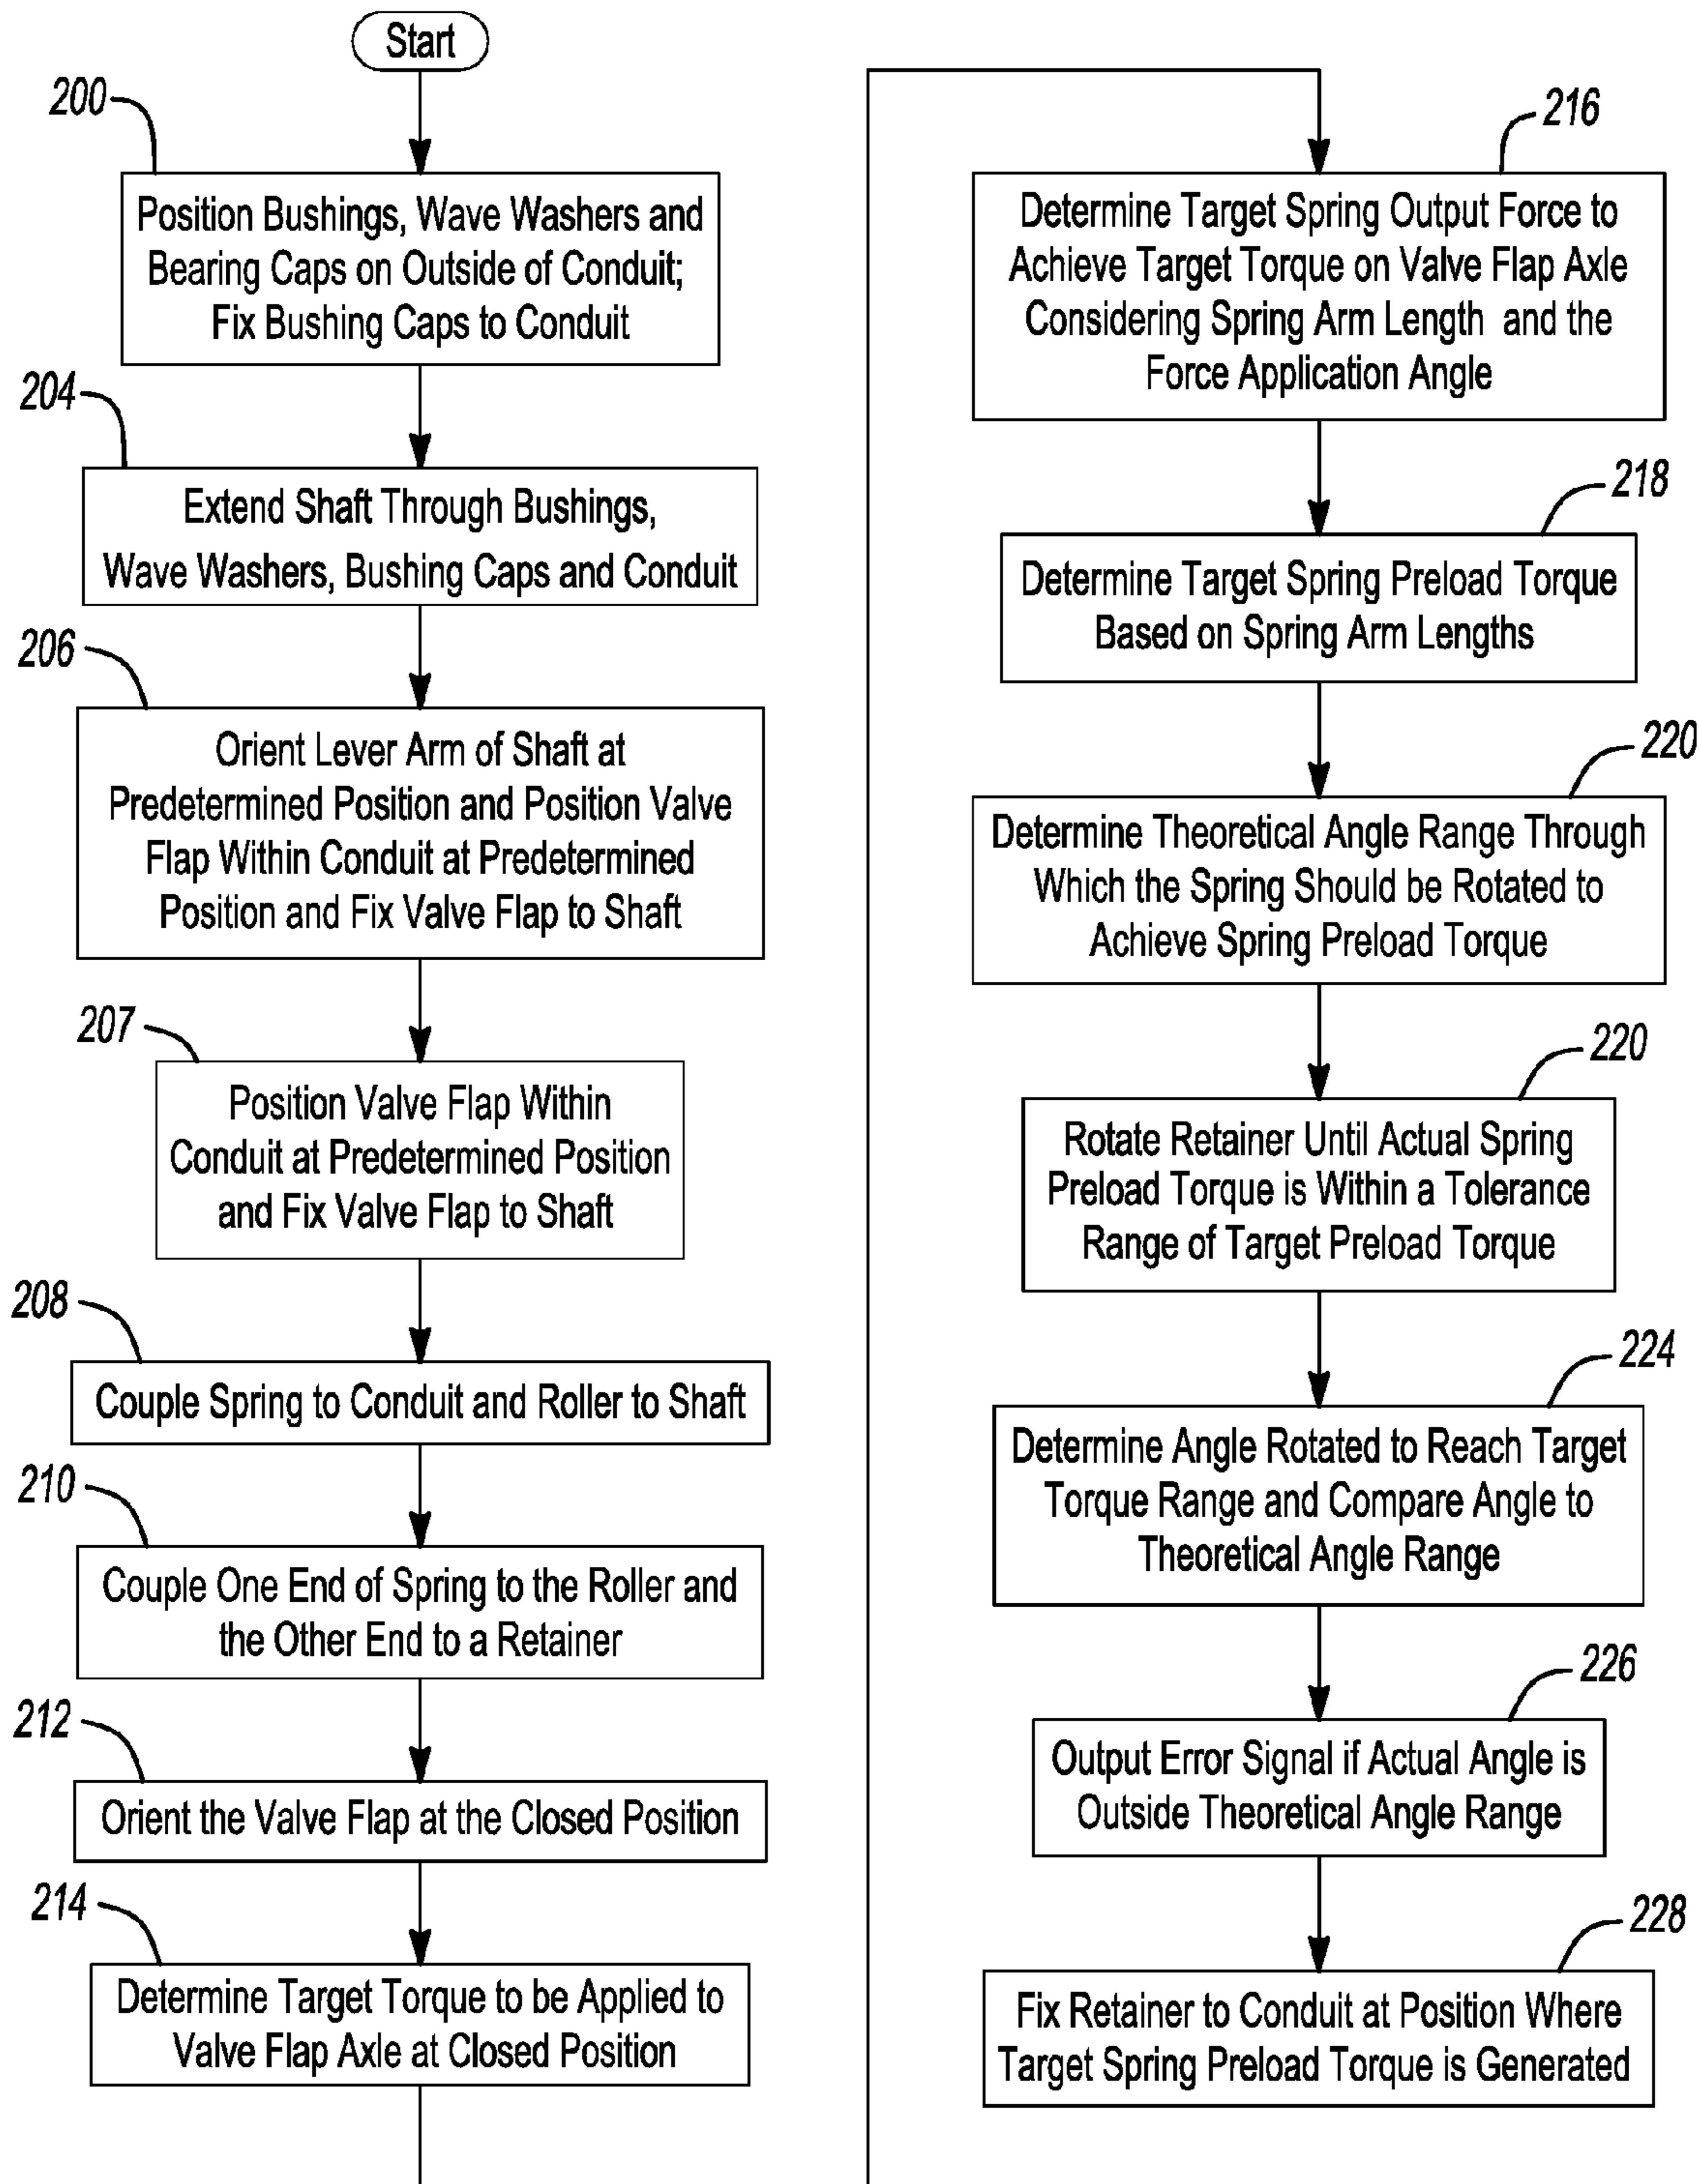 Start
200
Position Bushings, Wave Washers and
Bearing Caps on Outside of Conduit;
Fix Bushing Caps to Conduit
204
Extend Shaft Through Bushings,
Wave Washers, Bushing Caps and Conduit
206
Orient Lever Arm of Shaft at
Predetermined Position and Position Valve
Flap Within Conduit at Predetermined
Position and Fix Valve Flap to Shaft
207
Position Valve Flap Within
Conduit at Predetermined Position
and Fix Valve Flap to Shaft
208
Couple Spring to Conduit and Roller to Shaft
210
Couple One End of Spring to the Roller and
the Other End to a Retainer
212
Orient the Valve Flap at the Closed Position
214
Determine Target Torque to be Applied to
Valve Flap Axle at Closed Position
216
Determine Target Spring Output Force to
Achieve Target Torque on Valve Flap Axle
Considering Spring Arm Length and the
Force Application Angle
218
Determine Target Spring Preload Torque
Based on Spring Arm Lengths
220
Determine Theoretical Angle Range Through
Which the Spring Should be Rotated to
Achieve Spring Preload Torque
220
Rotate Retainer Until Actual Spring
Preload Torque is Within a Tolerance
Range of Target Preload Torque
224
Determine Angle Rotated to Reach Target
Torque Range and Compare Angle to
Theoretical Angle Range
226
Output Error Signal if Actual Angle is
Outside Theoretical Angle Range
228
Fix Retainer to Conduit at Position Where
Target Spring Preload Torque is Generated